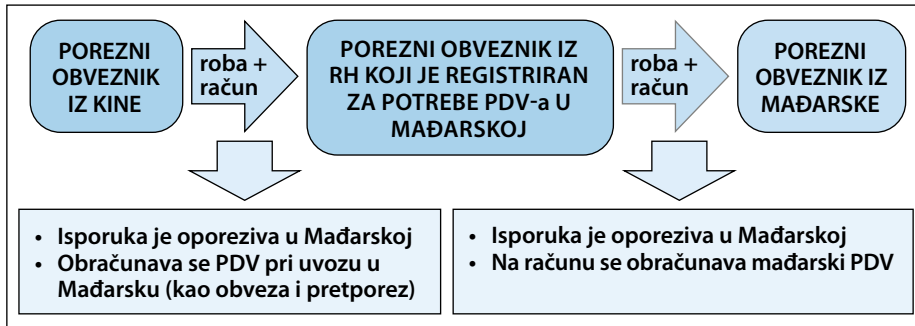 POREZNI
OBVEZNIK
IZ KINE
roba +
račun
POREZNI OBVEZNIK IZ
RH KOJI JE REGISTRIRAN
ZA POTREBE PDV-a U
MAĐARSKOJ
roba +
račun
POREZNI
OBVEZNIK IZ
MAĐARSKE
• Isporuka je oporeziva u Mađarskoj
• Obračunava se PDV pri uvozu u
Mađarsku (kao obveza i pretporez)
• Isporuka je oporeziva u Mađarskoj
• Na računu se obračunava mađarski PDV